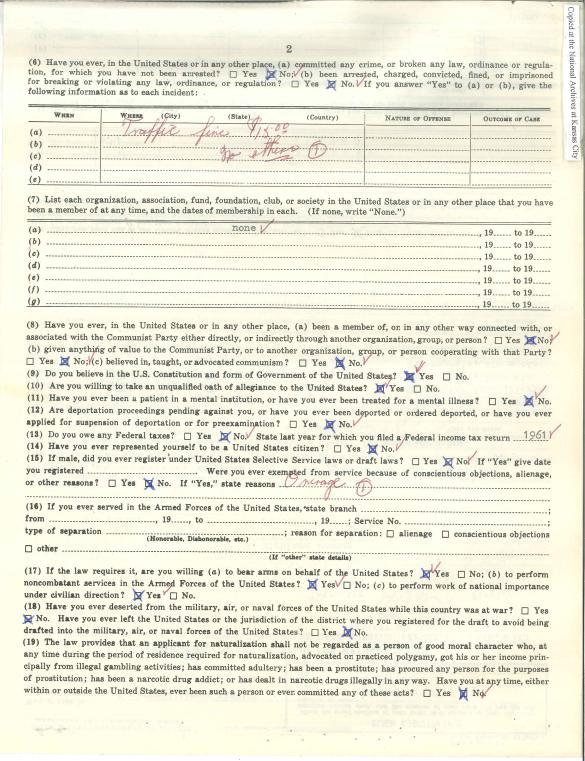 Copied at the National Archives at Kansas City
2
(6) Have you ever, in the United States or in any other place, (a) committed any crime, or broken any law, ordinance or regula-
tion, for which you have not been arrested? ☐ Yes ☒ No; (b) been arrested, charged, convicted, fined, or imprisoned
for breaking or violating any law, ordinance, or regulation? ☐ Yes ☒ No. If you answer "Yes" to (a) or (b), give the
following information as to each incident:
WHEN WHERE (City) (State) (Country) NATURE OF OFFENSE OUTCOME OF CASE
(a) Traffic fine $15.00
(b) no others ①
(c)
(d)
(e)
(7) List each organization, association, fund, foundation, club, or society in the United States or in any other place that you have
been a member of at any time, and the dates of membership in each. (If none, write "None.")
(a) none , 19 to 19
(b) , 19 to 19
(c) , 19 to 19
(d) , 19 to 19
(e) , 19 to 19
(f) , 19 to 19
(g) , 19 to 19
(8) Have you ever, in the United States or in any other place, (a) been a member of, or in any other way connected with, or
associated with the Communist Party either directly, or indirectly through another organization, group, or person? ☐ Yes ☒ No;
(b) given anything of value to the Communist Party, or to another organization, group, or person cooperating with that Party?
☐ Yes ☒ No; (c) believed in, taught, or advocated communism? ☐ Yes ☒ No.
(9) Do you believe in the U.S. Constitution and form of Government of the United States? ☒ Yes ☐ No.
(10) Are you willing to take an unqualified oath of allegiance to the United States? ☒ Yes ☐ No.
(11) Have you ever been a patient in a mental institution, or have you ever been treated for a mental illness? ☐ Yes ☒ No.
(12) Are deportation proceedings pending against you, or have you ever been deported or ordered deported, or have you ever
applied for suspension of deportation or for preexamination? ☐ Yes ☒ No.
(13) Do you owe any Federal taxes? ☐ Yes ☒ No. State last year for which you filed a Federal income tax return 1961
(14) Have you ever represented yourself to be a United States citizen? ☐ Yes ☒ No.
(15) If male, did you ever register under United States Selective Service laws or draft laws? ☐ Yes ☒ No. If "Yes" give date
you registered Were you ever exempted from service because of conscientious objections, alienage,
or other reasons? ☐ Yes ☒ No. If "Yes," state reasons Overage ①
(16) If you ever served in the Armed Forces of the United States, state branch ;
from , 19 , to , 19 ; Service No. ;
type of separation ; reason for separation: ☐ alienage ☐ conscientious objections
(Honorable, Dishonorable, etc.)
☐ other
(If "other" state details)
(17) If the law requires it, are you willing (a) to bear arms on behalf of the United States? ☒ Yes ☐ No; (b) to perform
noncombatant services in the Armed Forces of the United States? ☒ Yes ☐ No; (c) to perform work of national importance
under civilian direction? ☒ Yes ☐ No.
(18) Have you ever deserted from the military, air, or naval forces of the United States while this country was at war? ☐ Yes
☒ No. Have you ever left the United States or the jurisdiction of the district where you registered for the draft to avoid being
drafted into the military, air, or naval forces of the United States? ☐ Yes ☒ No.
(19) The law provides that an applicant for naturalization shall not be regarded as a person of good moral character who, at
any time during the period of residence required for naturalization, advocated or practiced polygamy, got his or her income prin-
cipally from illegal gambling activities; has committed adultery; has been a prostitute; has procured any person for the purposes
of prostitution; has been a narcotic drug addict; or has dealt in narcotic drugs illegally in any way. Have you at any time, either
within or outside the United States, ever been such a person or even committed any of these acts? ☐ Yes ☒ No